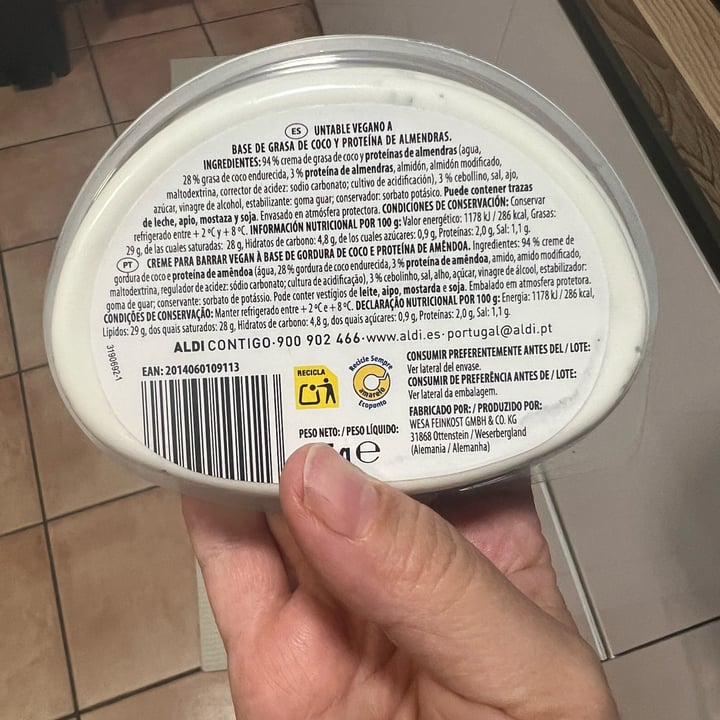 ES UNTABLE VEGANO A
BASE DE GRASA DE COCO Y PROTEÍNA DE ALMENDRAS.
INGREDIENTES: 94 % crema de grasa de coco y proteínas de almendras (agua,
28 % grasa de coco endurecida, 3 % proteína de almendras, almidón, almidón modificado,
maltodextrina, corrector de acidez: sodio carbonato; cultivo de acidificación), 3 % cebollino, sal, ajo,
azúcar, vinagre de alcohol, estabilizante: goma guar; conservador: sorbato potásico. Puede contener trazas
de leche, apio, mostaza y soja. Envasado en atmósfera protectora. CONDICIONES DE CONSERVACIÓN: Conservar
refrigerado entre + 2 °C y + 8 °C. INFORMACIÓN NUTRICIONAL POR 100 g: Valor energético: 1178 kJ / 286 kcal, Grasas:
29 g, de las cuales saturadas: 28 g, Hidratos de carbono: 4,8 g, de los cuales azúcares: 0,9 g, Proteínas: 2,0 g, Sal: 1,1 g.
PT CREME PARA BARRAR VEGAN À BASE DE GORDURA DE COCO E PROTEÍNA DE AMÊNDOA. Ingredientes: 94 % creme de
gordura de coco e proteína de amêndoa (água, 28 % gordura de coco endurecida, 3 % proteína de amêndoa, amido, amido modificado,
maltodextrina, regulador de acidez: sódio carbonato; cultura de acidificação), 3 % cebolinho, sal, alho, açúcar, vinagre de álcool, estabilizador:
goma de guar; conservante: sorbato de potássio. Pode conter vestígios de leite, aipo, mostarda e soja. Embalado em atmosfera protetora.
CONDIÇÕES DE CONSERVAÇÃO: Manter refrigerado entre + 2 °C e + 8 °C. DECLARAÇÃO NUTRICIONAL POR 100 g: Energia: 1178 kJ / 286 kcal,
Lípidos: 29 g, dos quais saturados: 28 g, Hidratos de carbono: 4,8 g, dos quais açúcares: 0,9 g, Proteínas: 2,0 g, Sal: 1,1 g.
ALDI CONTIGO · 900 902 466 · www.aldi.es · portugal@aldi.pt
3190692-1
EAN: 2014060109113
RECICLA
Recicle Sempre
amarelo
Ecoponto
CONSUMIR PREFERENTEMENTE ANTES DEL / LOTE:
Ver lateral del envase.
CONSUMIR DE PREFERÊNCIA ANTES DE / LOTE:
Ver lateral da embalagem.
PESO NETO: / PESO LÍQUIDO:
g e
FABRICADO POR: / PRODUZIDO POR:
WESA FEINKOST GMBH & CO. KG
31868 Ottenstein / Weserbergland
(Alemania / Alemanha)